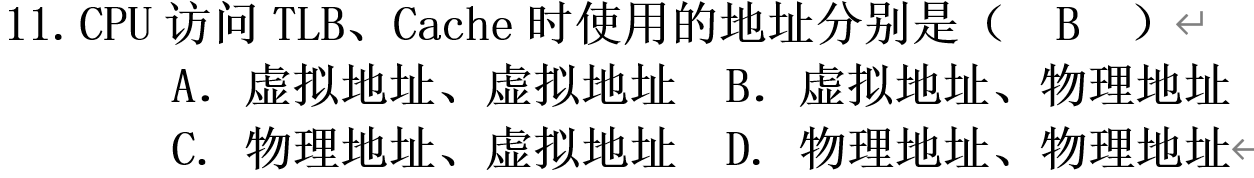 11. CPU 访问 TLB、Cache 时使用的地址分别是（ B ）↵
A. 虚拟地址、虚拟地址 B. 虚拟地址、物理地址
C. 物理地址、虚拟地址 D. 物理地址、物理地址←